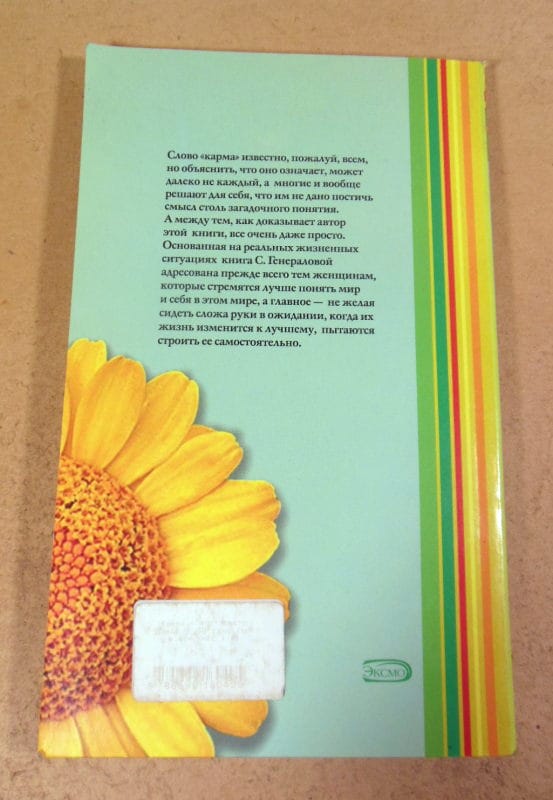 Слово «карма» известно, пожалуй, всем,
но объяснить, что оно означает, может
далеко не каждый, а многие и вообще
решают для себя, что им не дано постичь
смысл столь загадочного понятия.
А между тем, как доказывает автор
этой книги, все очень даже просто.
Основанная на реальных жизненных
ситуациях книга С. Генераловой
адресована прежде всего тем женщинам,
которые стремятся лучше понять мир
и себя в этом мире, а главное — не желая
сидеть сложа руки в ожидании, когда их
жизнь изменится к лучшему, пытаются
строить ее самостоятельно.
ЭКСМО